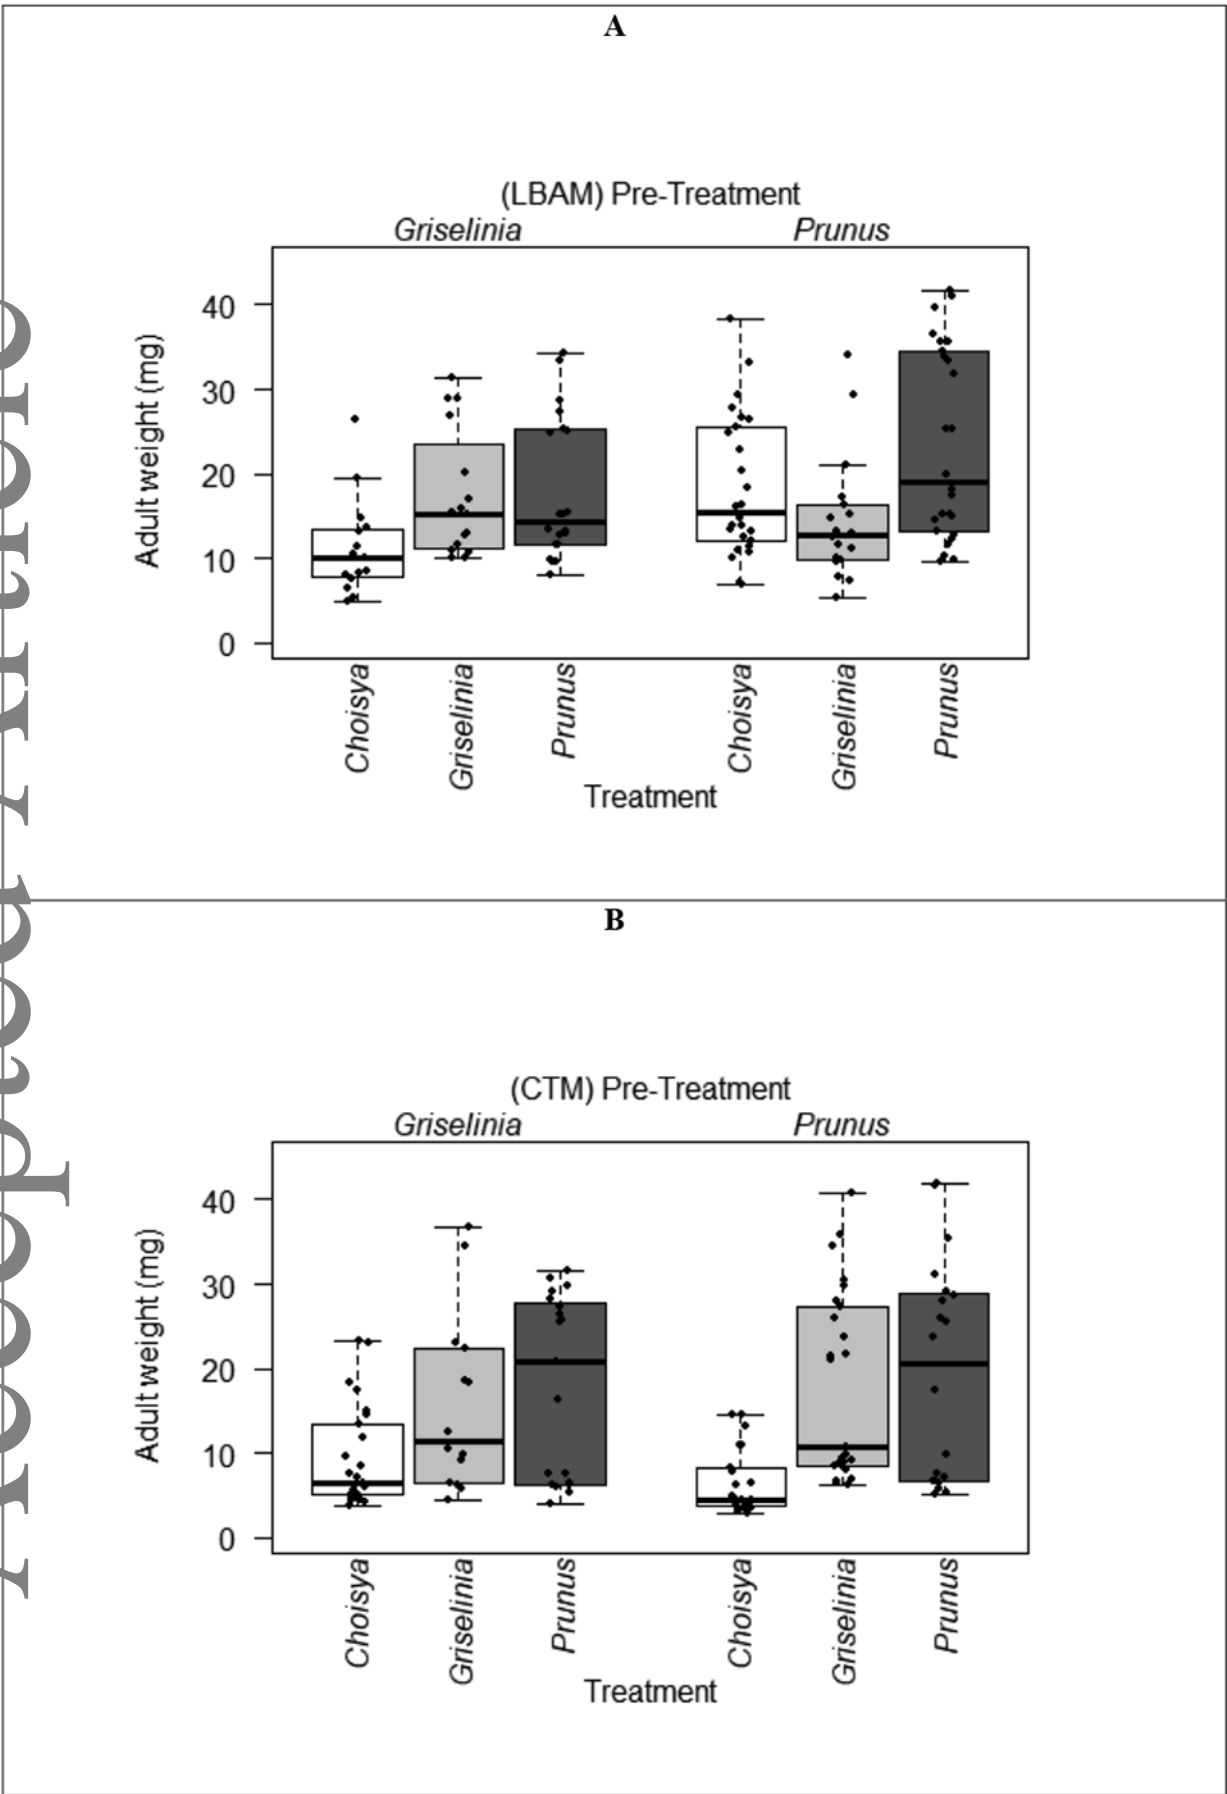 A
(LBAM) Pre-Treatment
Griselinia Prunus
Adult weight (mg)
40
30
20
10
0
Choisya Griselinia Prunus Choisya Griselinia Prunus
Treatment
B
(CTM) Pre-Treatment
Griselinia Prunus
Adult weight (mg)
40
30
20
10
0
Choisya Griselinia Prunus Choisya Griselinia Prunus
Treatment
Accepted Article